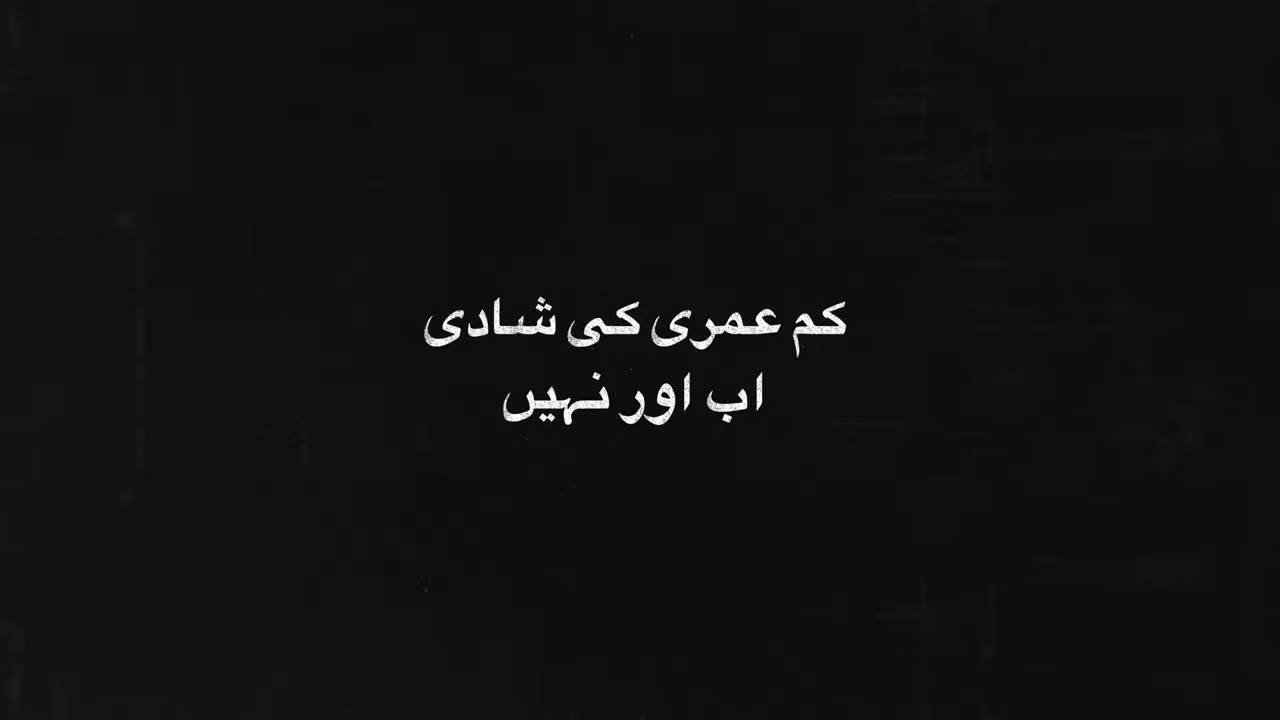 کم عمری کی شادی
اب اور نہیں